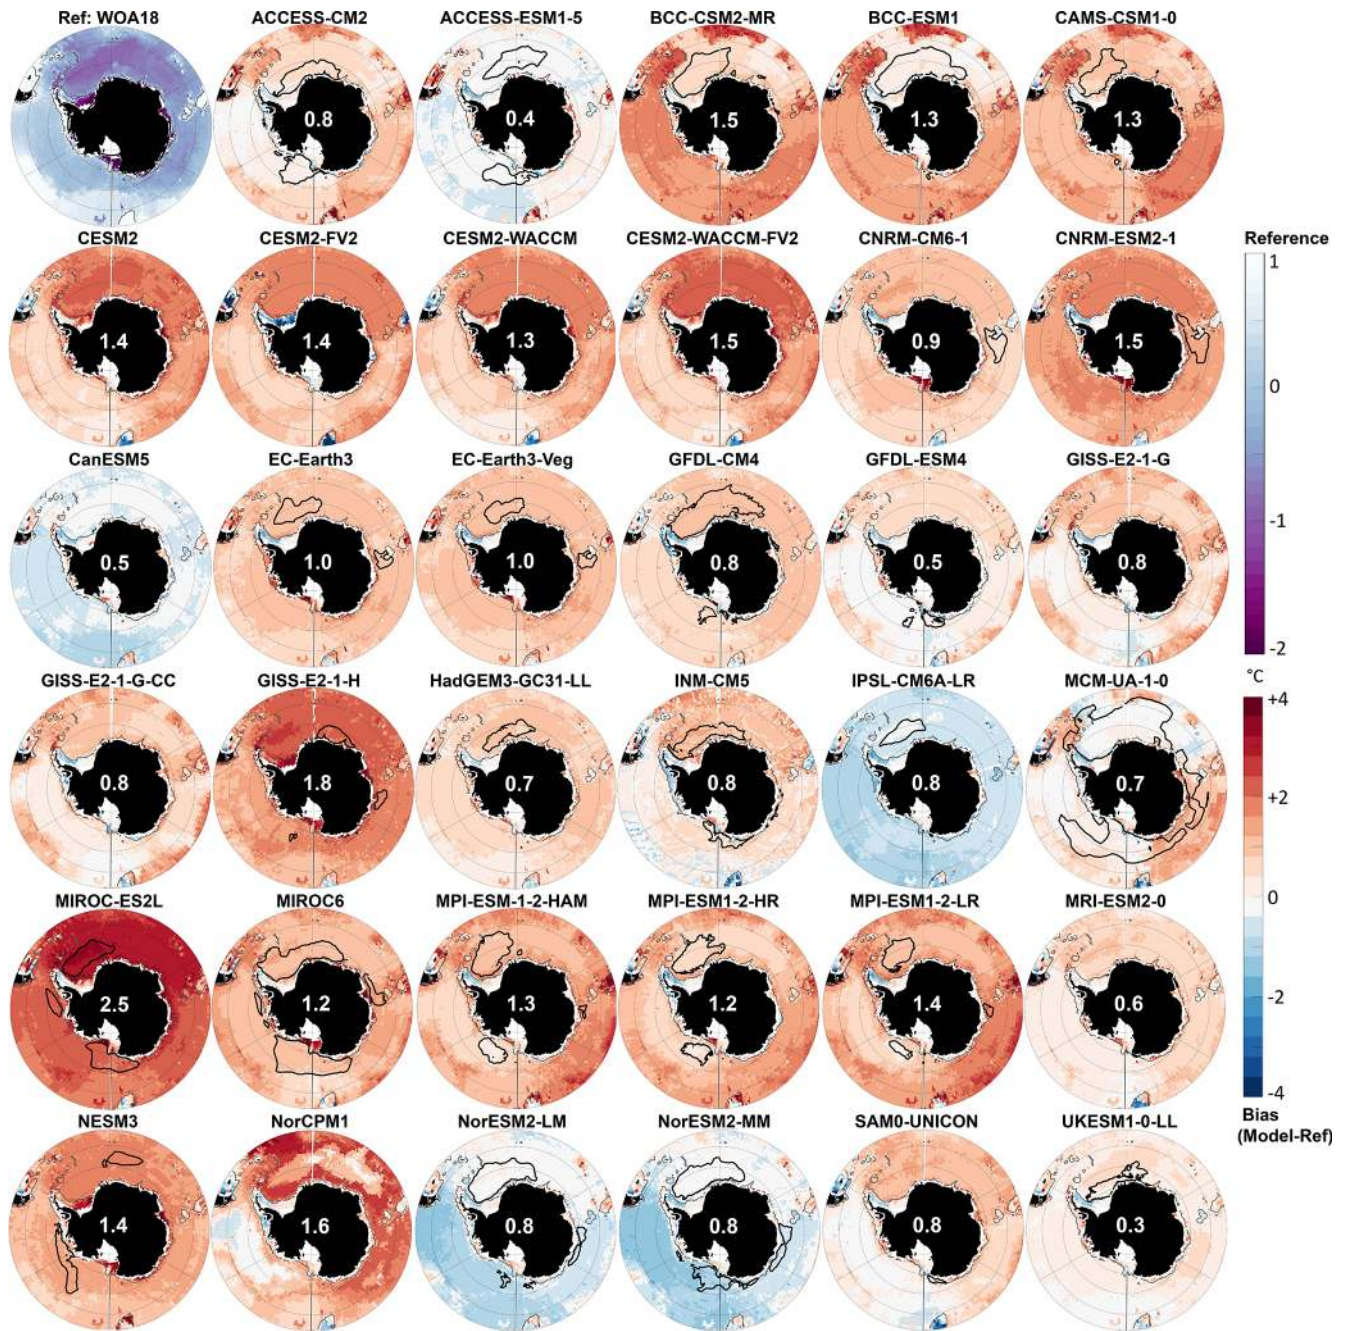 Ref: WOA18 ACCESS-CM2 ACCESS-ESM1-5 BCC-CSM2-MR BCC-ESM1 CAMS-CSM1-0
0.8 0.4 1.5 1.3 1.3
CESM2 CESM2-FV2 CESM2-WACCM CESM2-WACCM-FV2 CNRM-CM6-1 CNRM-ESM2-1 Reference
1.4 1.4 1.3 1.5 0.9 1.5
1
0
-1
-2
CanESM5 EC-Earth3 EC-Earth3-Veg GFDL-CM4 GFDL-ESM4 GISS-E2-1-G
0.5 1.0 1.0 0.8 0.5 0.8
°C
GISS-E2-1-G-CC GISS-E2-1-H HadGEM3-GC31-LL INM-CM5 IPSL-CM6A-LR MCM-UA-1-0
0.8 1.8 0.7 0.8 0.8 0.7
+4
+2
0
-2
-4
MIROC-ES2L MIROC6 MPI-ESM-1-2-HAM MPI-ESM1-2-HR MPI-ESM1-2-LR MRI-ESM2-0
2.5 1.2 1.3 1.2 1.4 0.6
Bias
(Model-Ref)
NESM3 NorCPM1 NorESM2-LM NorESM2-MM SAM0-UNICON UKESM1-0-LL
1.4 1.6 0.8 0.8 0.8 0.3